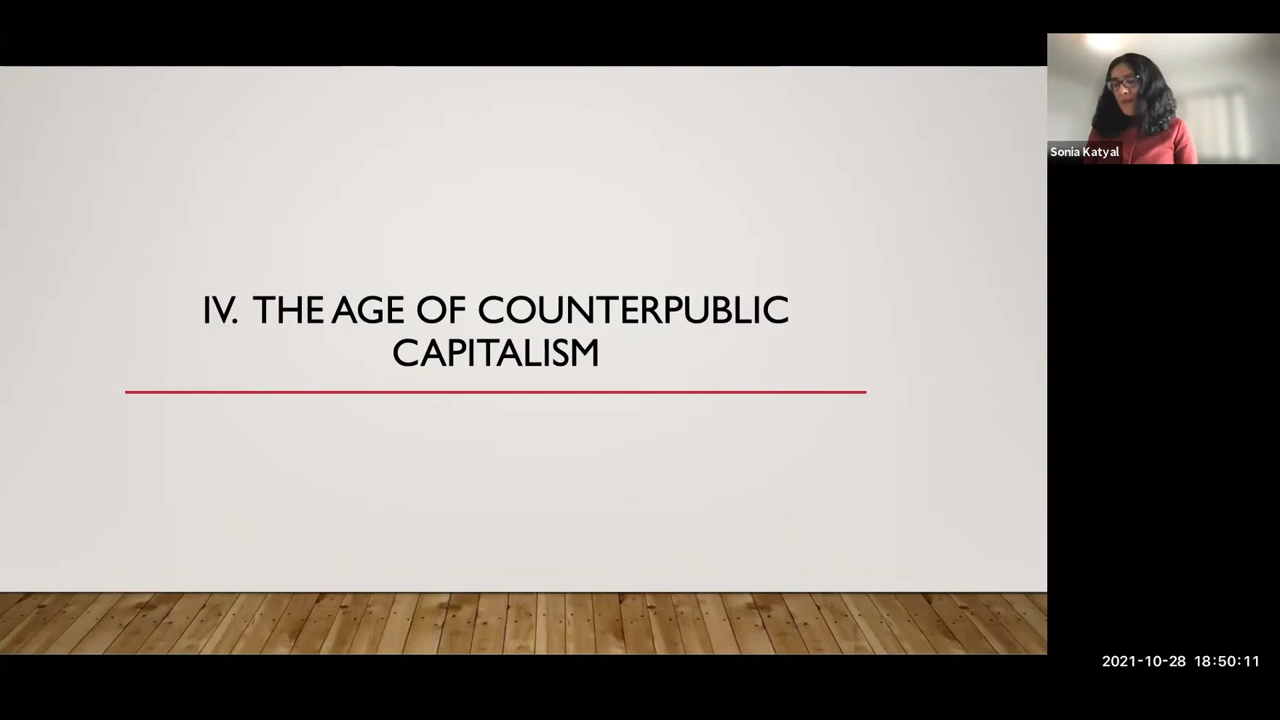 IV. THE AGE OF COUNTERPUBLIC
CAPITALISM
Sonia Katyal
2021-10-28 18:50:11